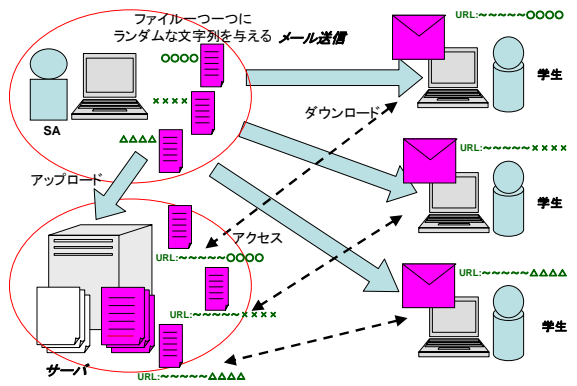 ファイル一つ一つに
ランダムな文字列を与える
メール送信
URL:~~~~~○○○○
○○○○
学生
SA
××××
ダウンロード
△△△△
URL:~~~~~××××
アップロード
学生
アクセス
URL:~~~~~○○○○
URL:~~~~~△△△△
URL:~~~~~××××
学生
サーバ
URL:~~~~~△△△△